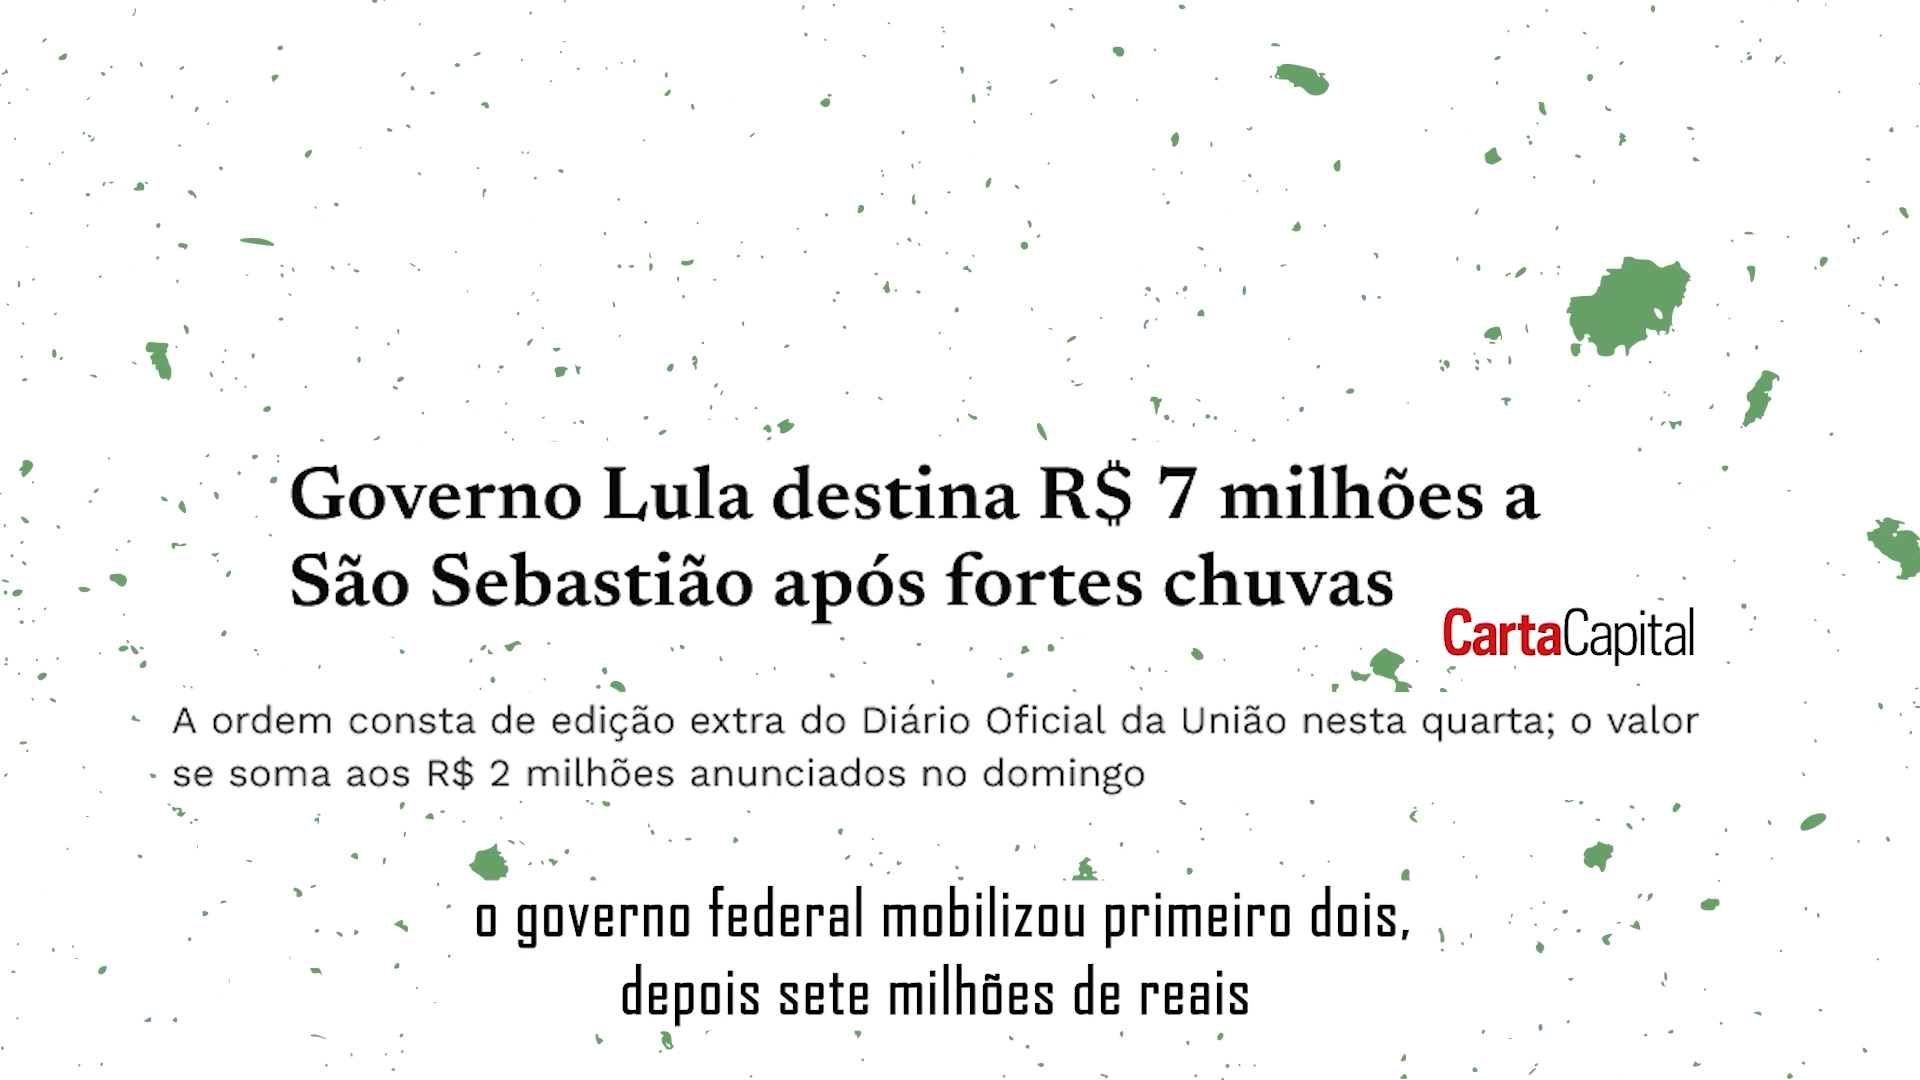 Governo Lula destina R$ 7 milhões a
São Sebastião após fortes chuvas
CartaCapital
A ordem consta de edição extra do Diário Oficial da União nesta quarta; o valor
se soma aos R$ 2 milhões anunciados no domingo
o governo federal mobilizou primeiro dois,
depois sete milhões de reais